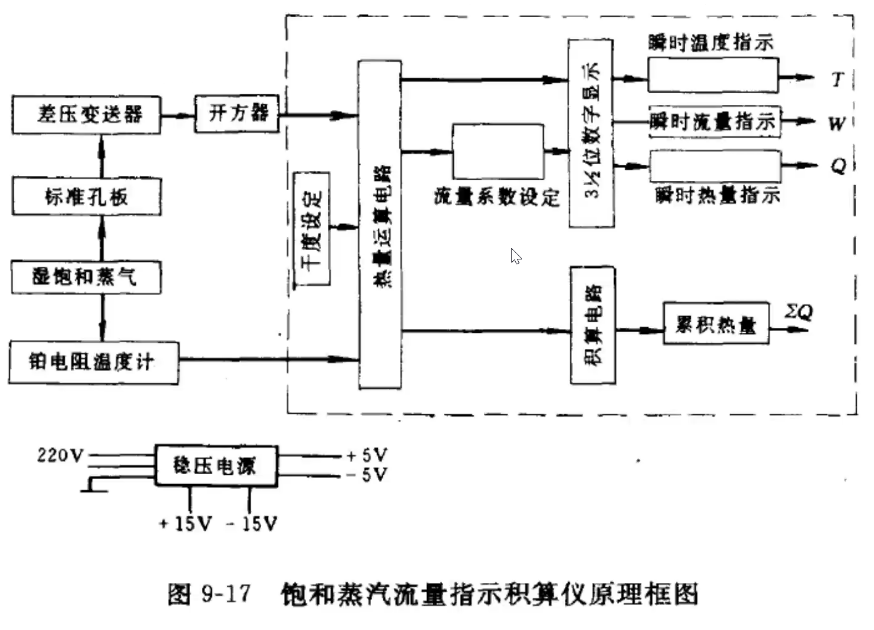 瞬时温度指示
T
差压变送器
开方器
3½位数字显示
瞬时流量指示
W
标准孔板
干度设定
热量运算电路
流量系数设定
瞬时热量指示
Q
湿饱和蒸气
积算电路
累积热量
ΣQ
铂电阻温度计
220V
稳压电源
+5V
-5V
+15V -15V
图 9-17 饱和蒸汽流量指示积算仪原理框图